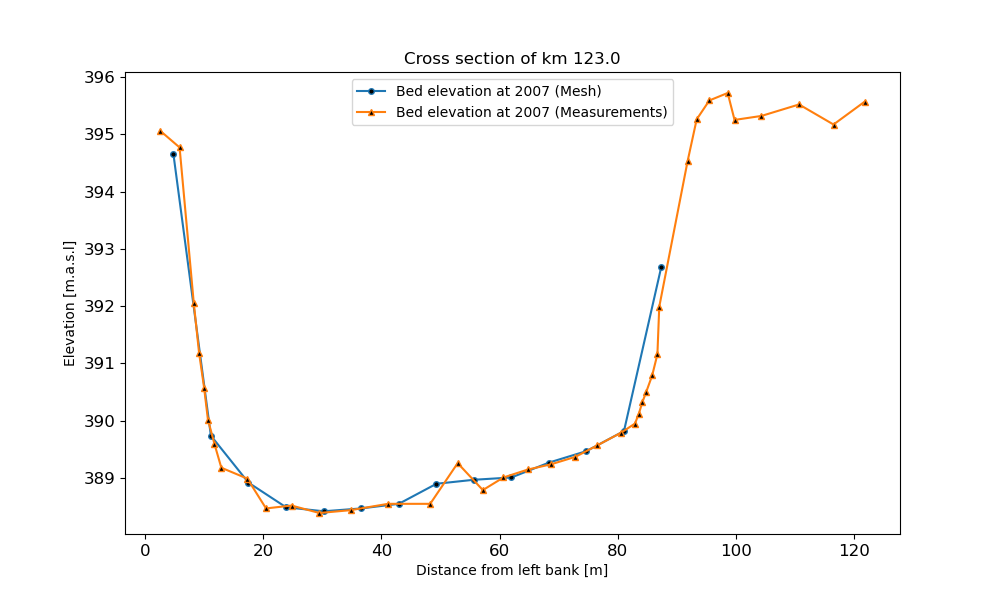 Cross section of km 123.0
Bed elevation at 2007 (Mesh)
Bed elevation at 2007 (Measurements)
396
395
394
393
392
391
390
389
Elevation [m.a.s.l]
0 20 40 60 80 100 120
Distance from left bank [m]